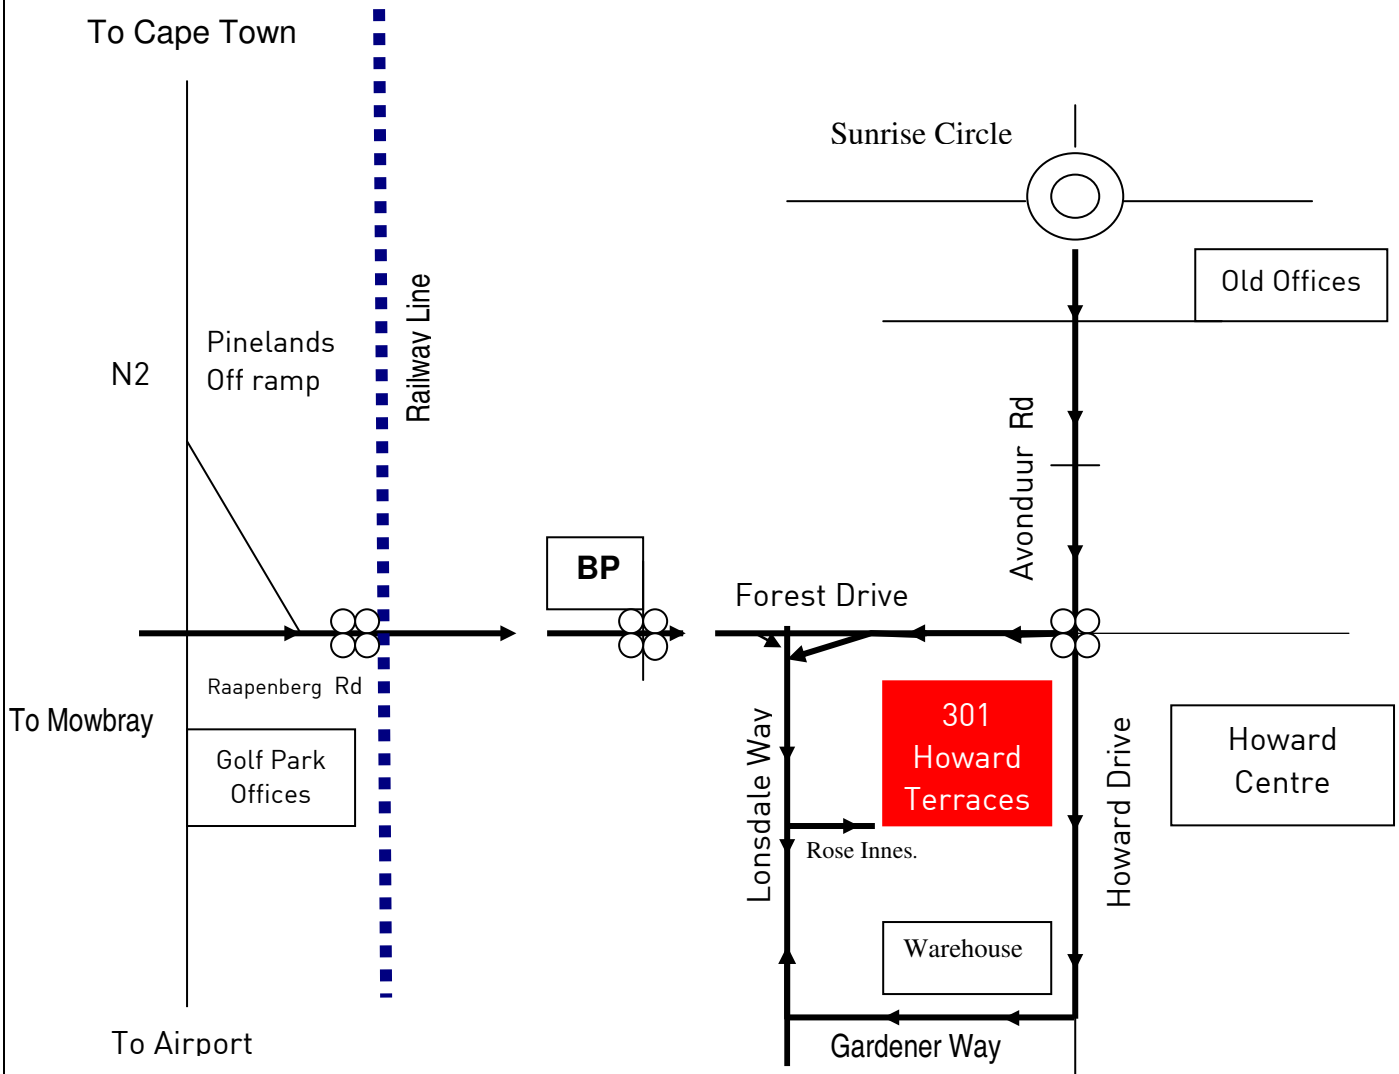 To Cape Town
Sunrise Circle
Old Offices
Railway Line
Pinelands
Off ramp
N2
Avonduur Rd
BP
Forest Drive
Raapenberg Rd
To Mowbray
Golf Park
Offices
Lonsdale Way
301
Howard
Terraces
Howard Drive
Howard
Centre
Rose Innes.
Warehouse
To Airport
Gardener Way